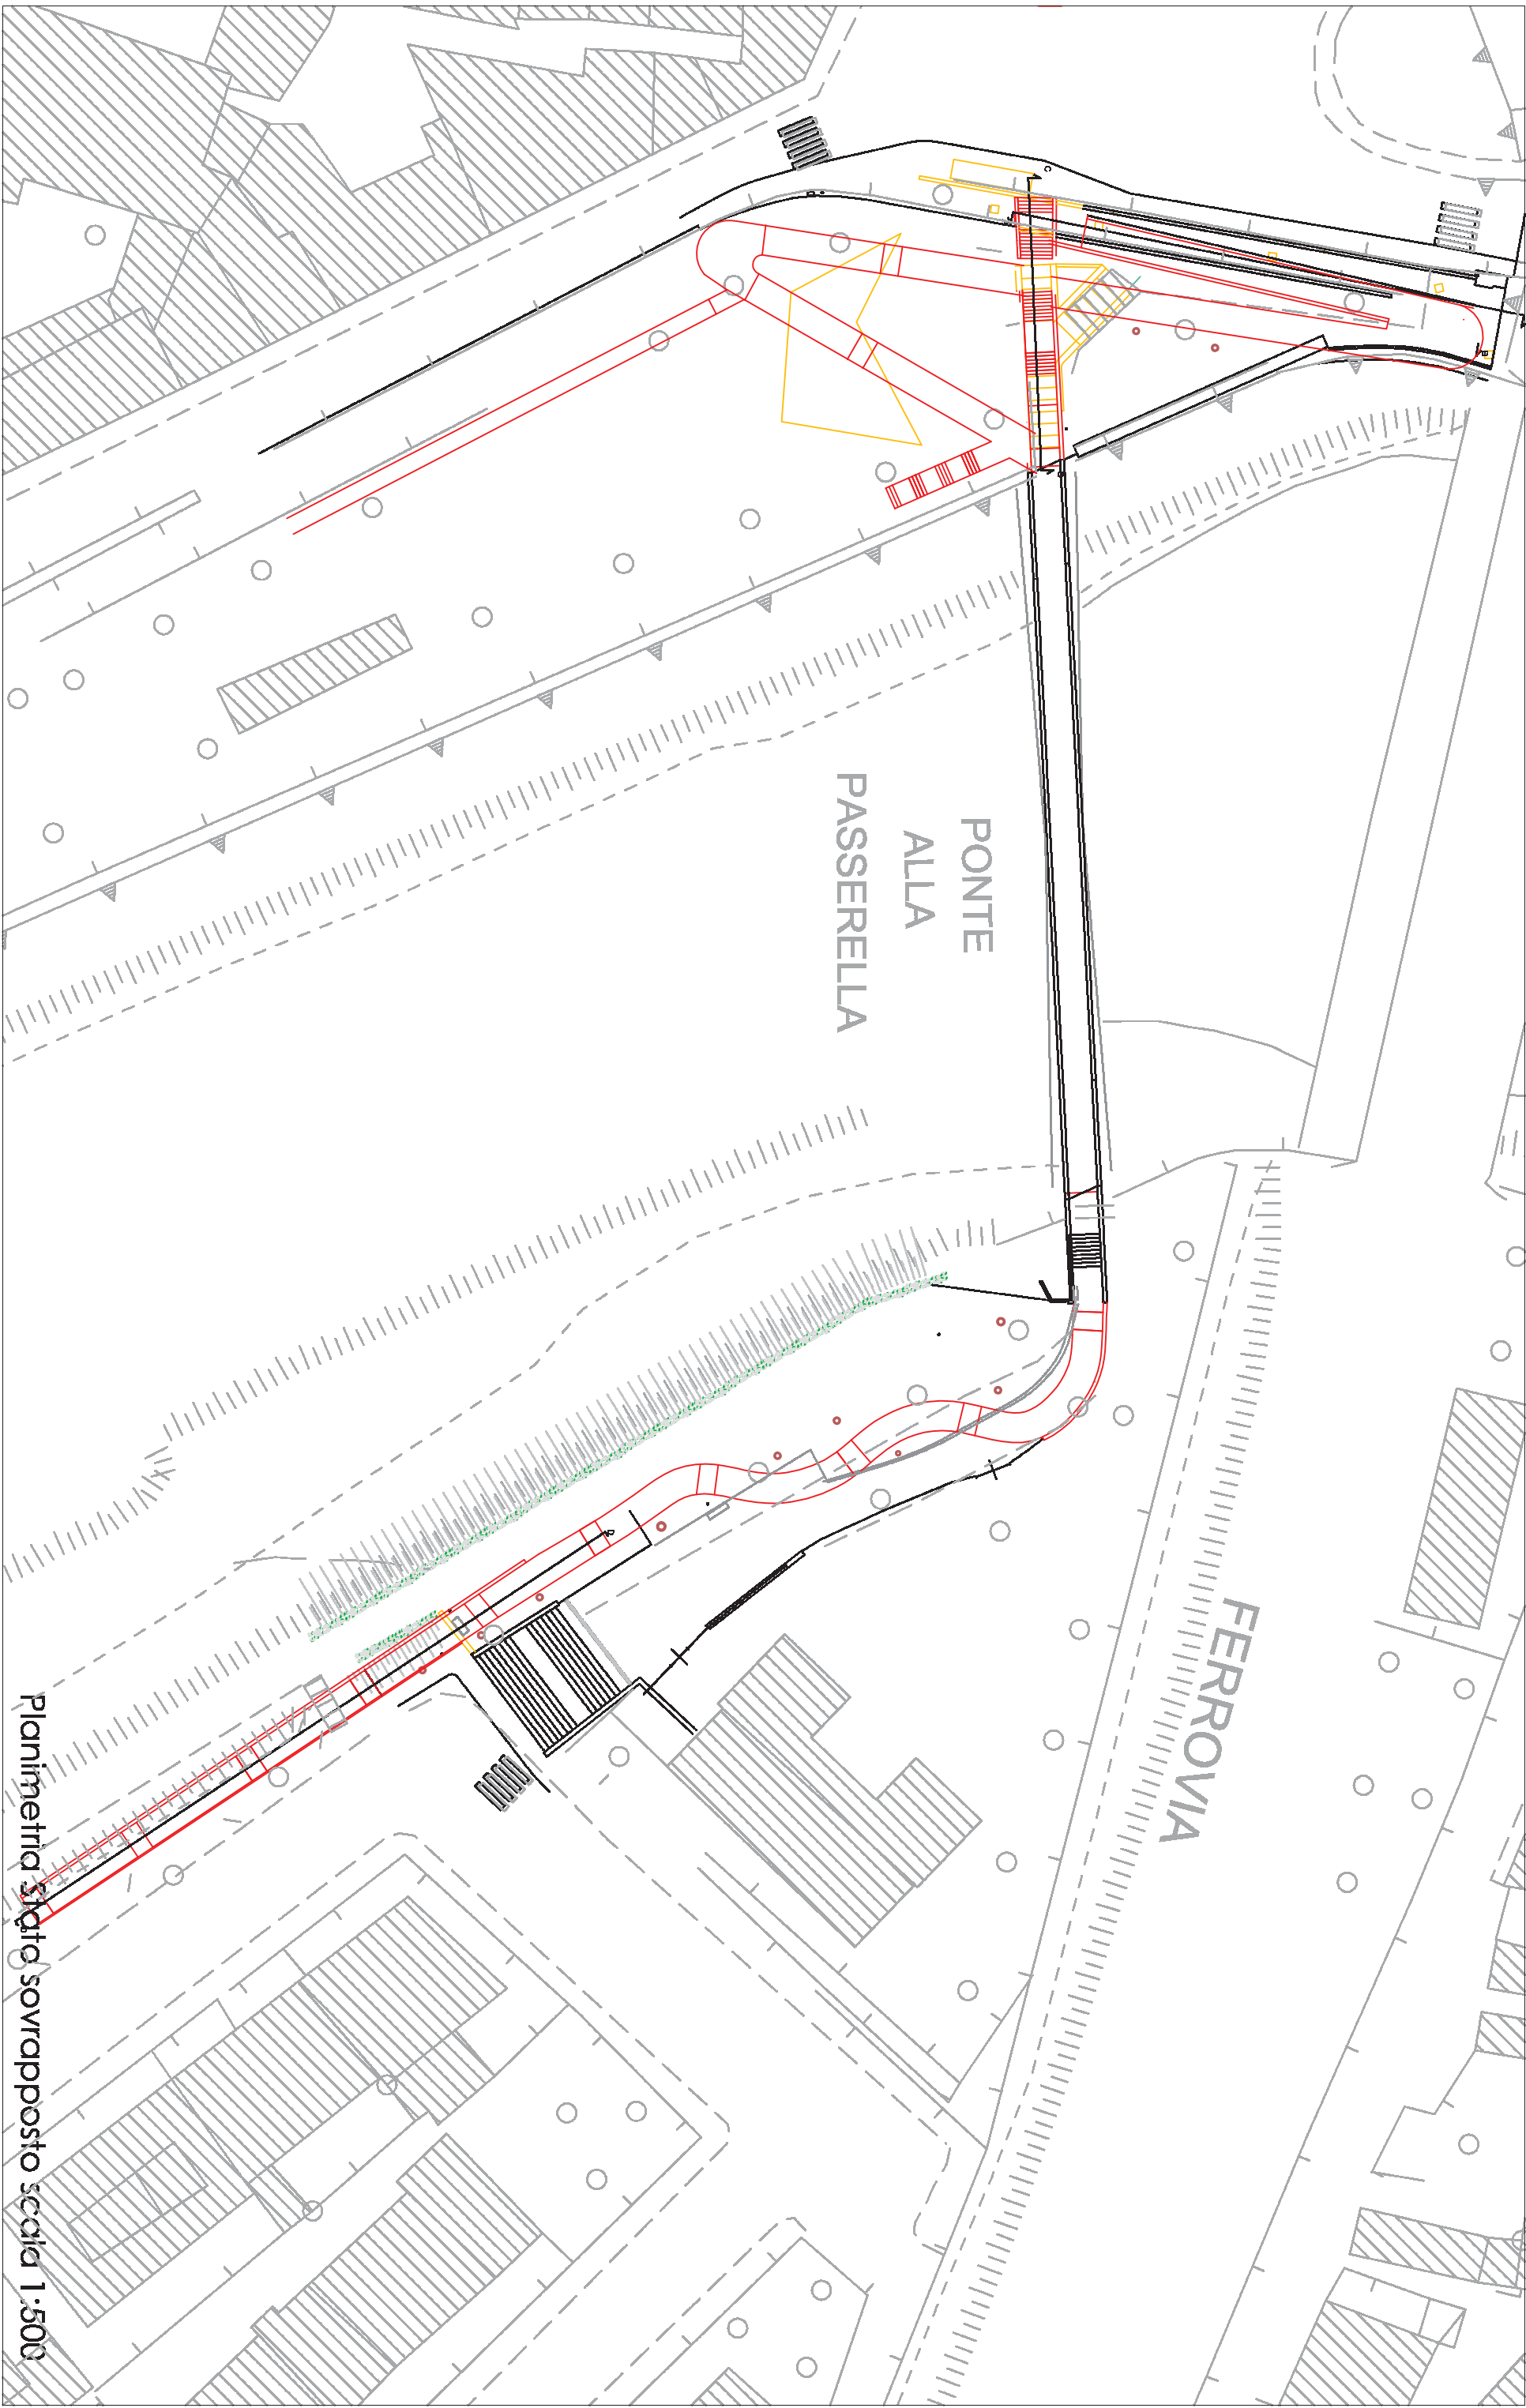 PONTE
ALLA
PASSERELLA
FERROVIA
Planimetria stato sovrapposto scala 1:500